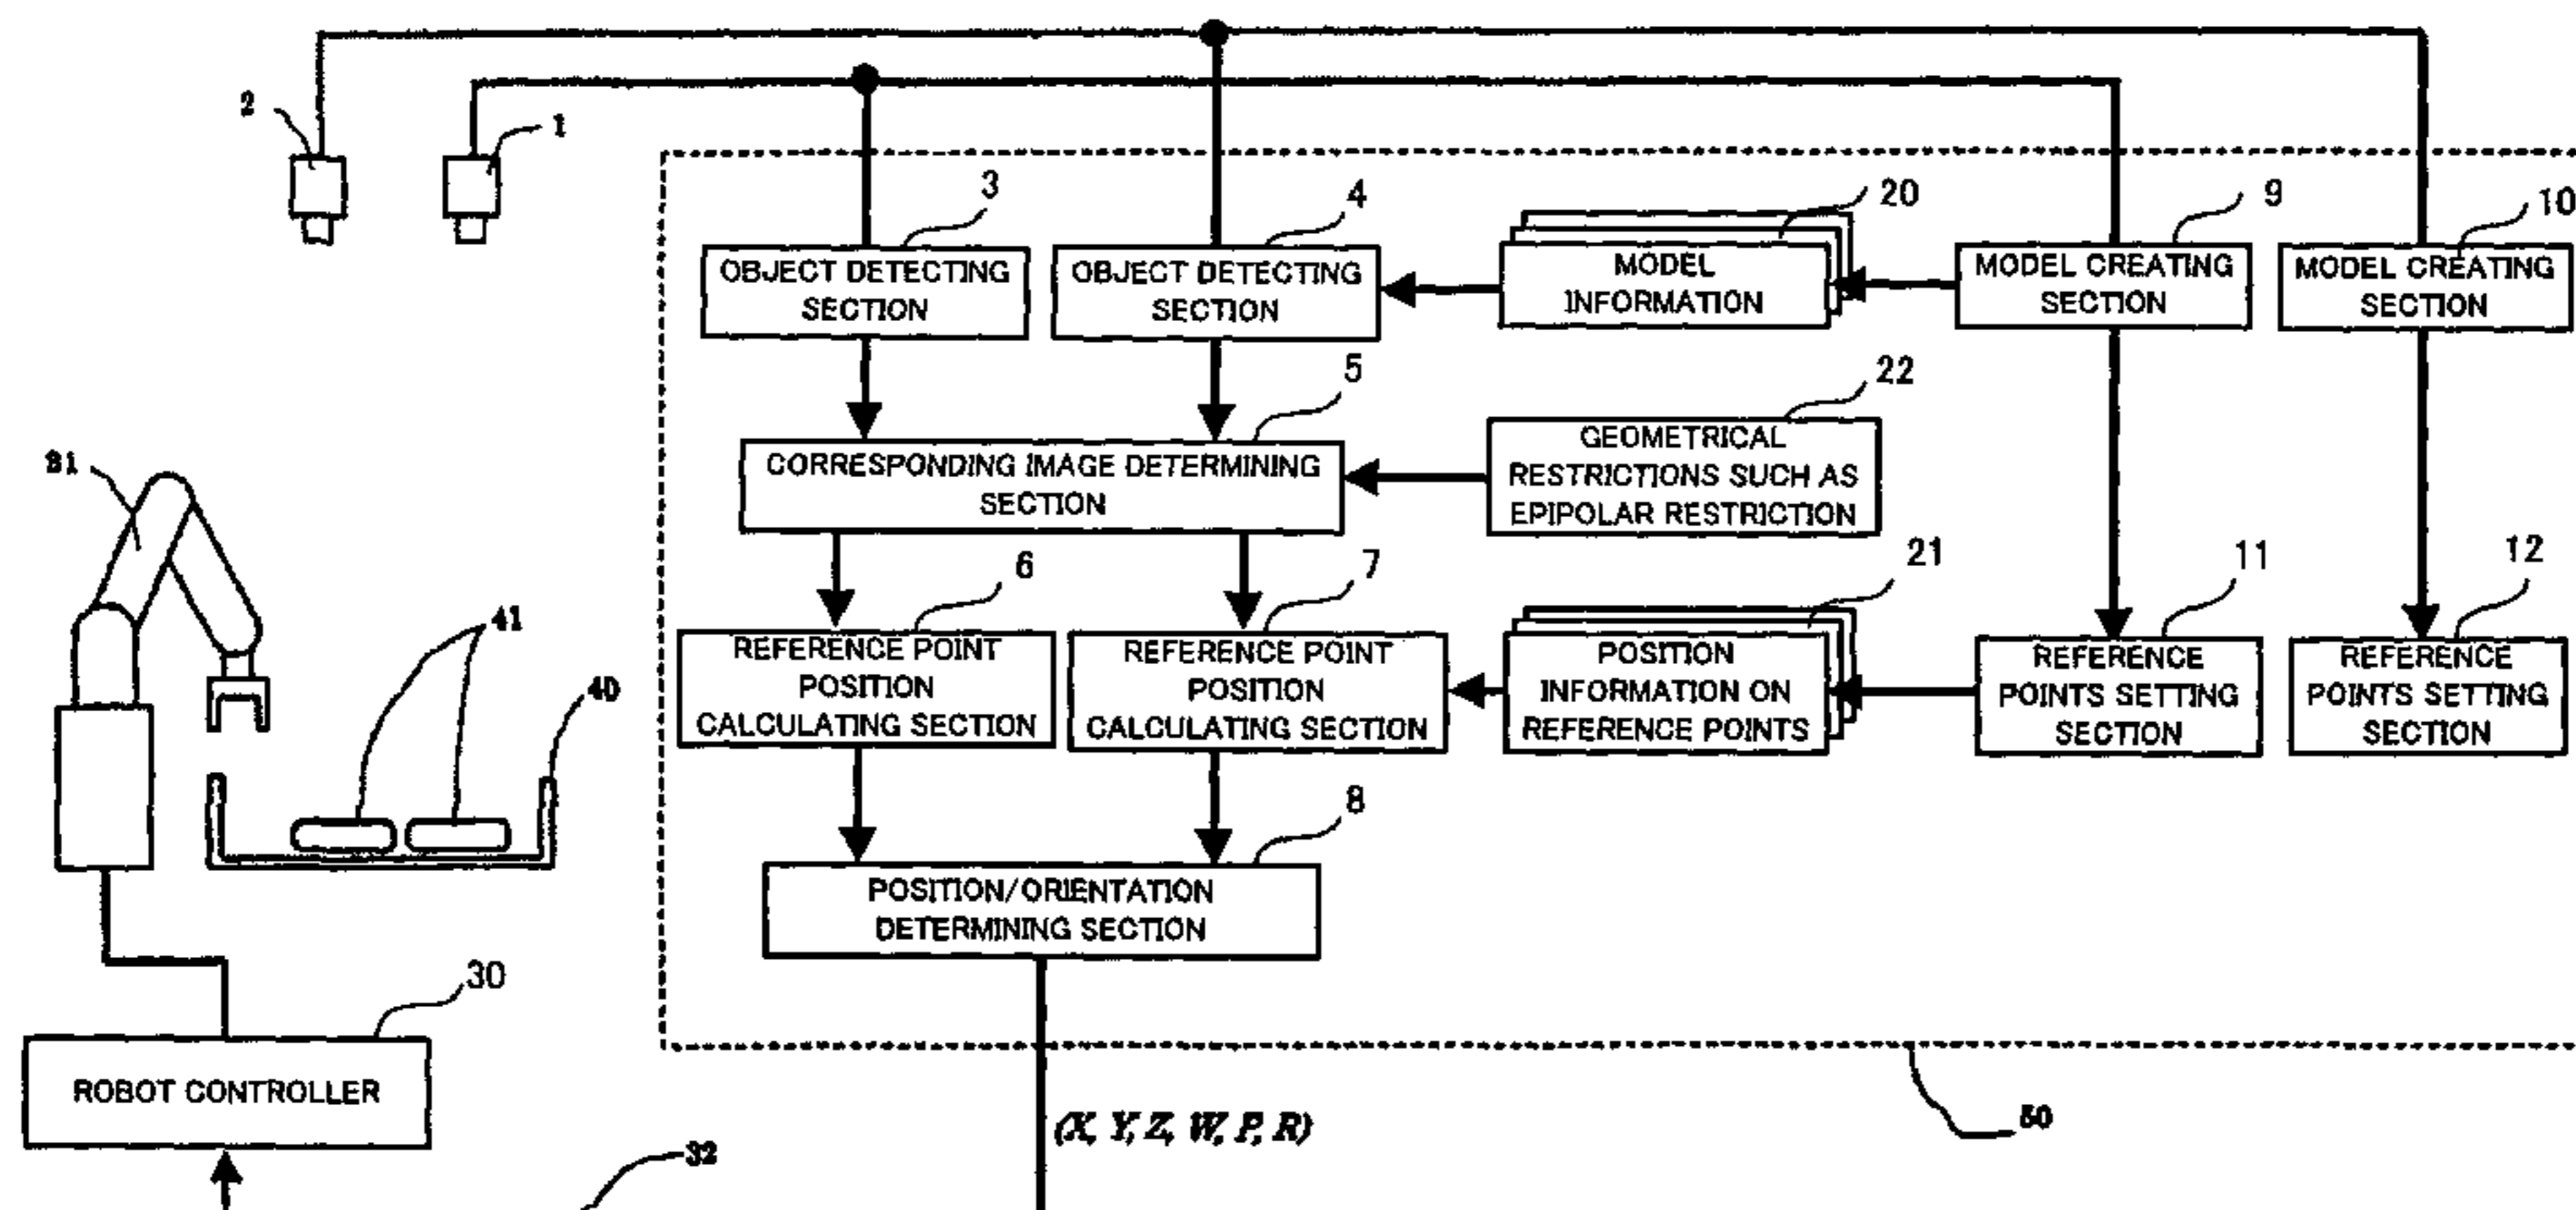 2
1
3
4
20
9
10
OBJECT DETECTING
SECTION
OBJECT DETECTING
SECTION
MODEL
INFORMATION
MODEL CREATING
SECTION
MODEL CREATING
SECTION
5
22
CORRESPONDING IMAGE DETERMINING
SECTION
GEOMETRICAL
RESTRICTIONS SUCH AS
EPIPOLAR RESTRICTION
31
6
7
21
11
12
41
40
REFERENCE POINT
POSITION
CALCULATING SECTION
REFERENCE POINT
POSITION
CALCULATING SECTION
POSITION
INFORMATION ON
REFERENCE POINTS
REFERENCE
POINTS SETTING
SECTION
REFERENCE
POINTS SETTING
SECTION
8
POSITION/ORIENTATION
DETERMINING SECTION
30
ROBOT CONTROLLER
(X, Y, Z, W, P, R)
50
32